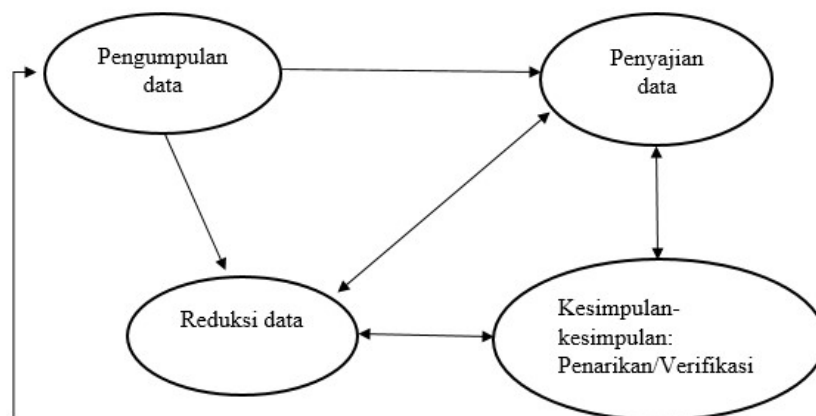 Pengumpulan
data
Penyajian
data
Reduksi data
Kesimpulan-
kesimpulan:
Penarikan/Verifikasi